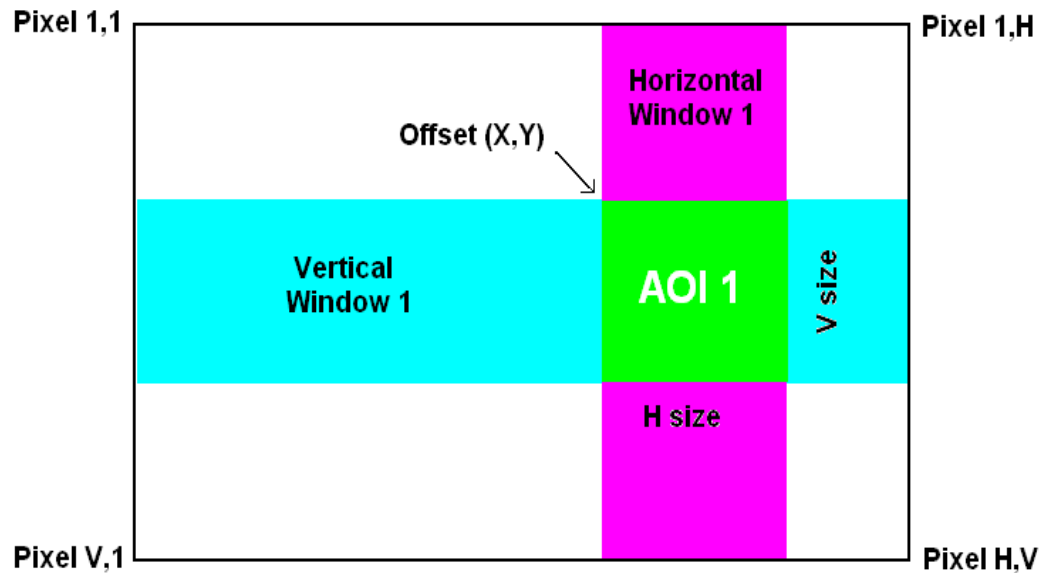 Pixel 1,1
Pixel 1,H
Horizontal
Window 1
Offset (X,Y)
Vertical
Window 1
AOI 1
V size
H size
Pixel V,1
Pixel H,V